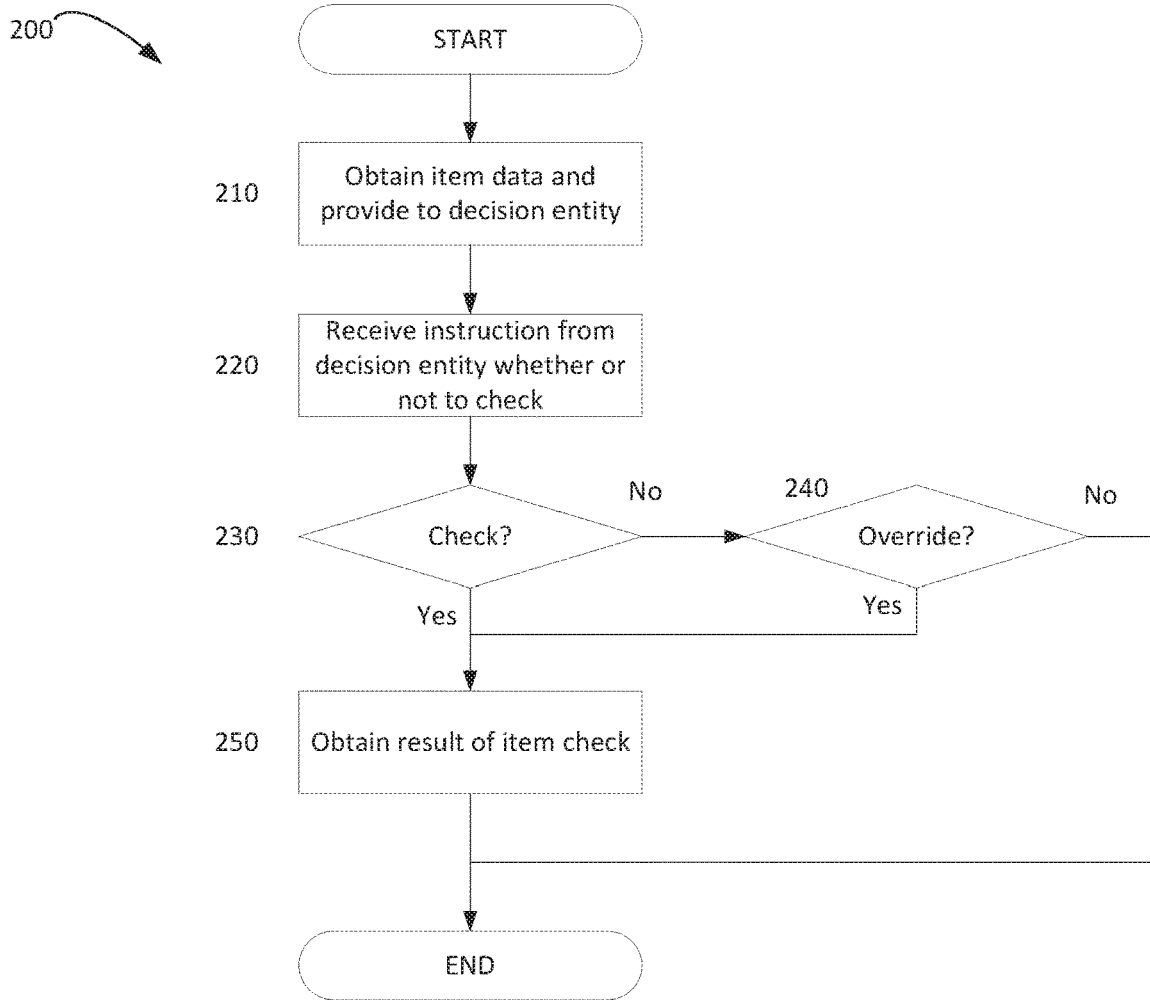 200
START
210
Obtain item data and
provide to decision entity
220
Receive instruction from
decision entity whether or
not to check
230
Check?
No
240
Override?
No
Yes
Yes
250
Obtain result of item check
END